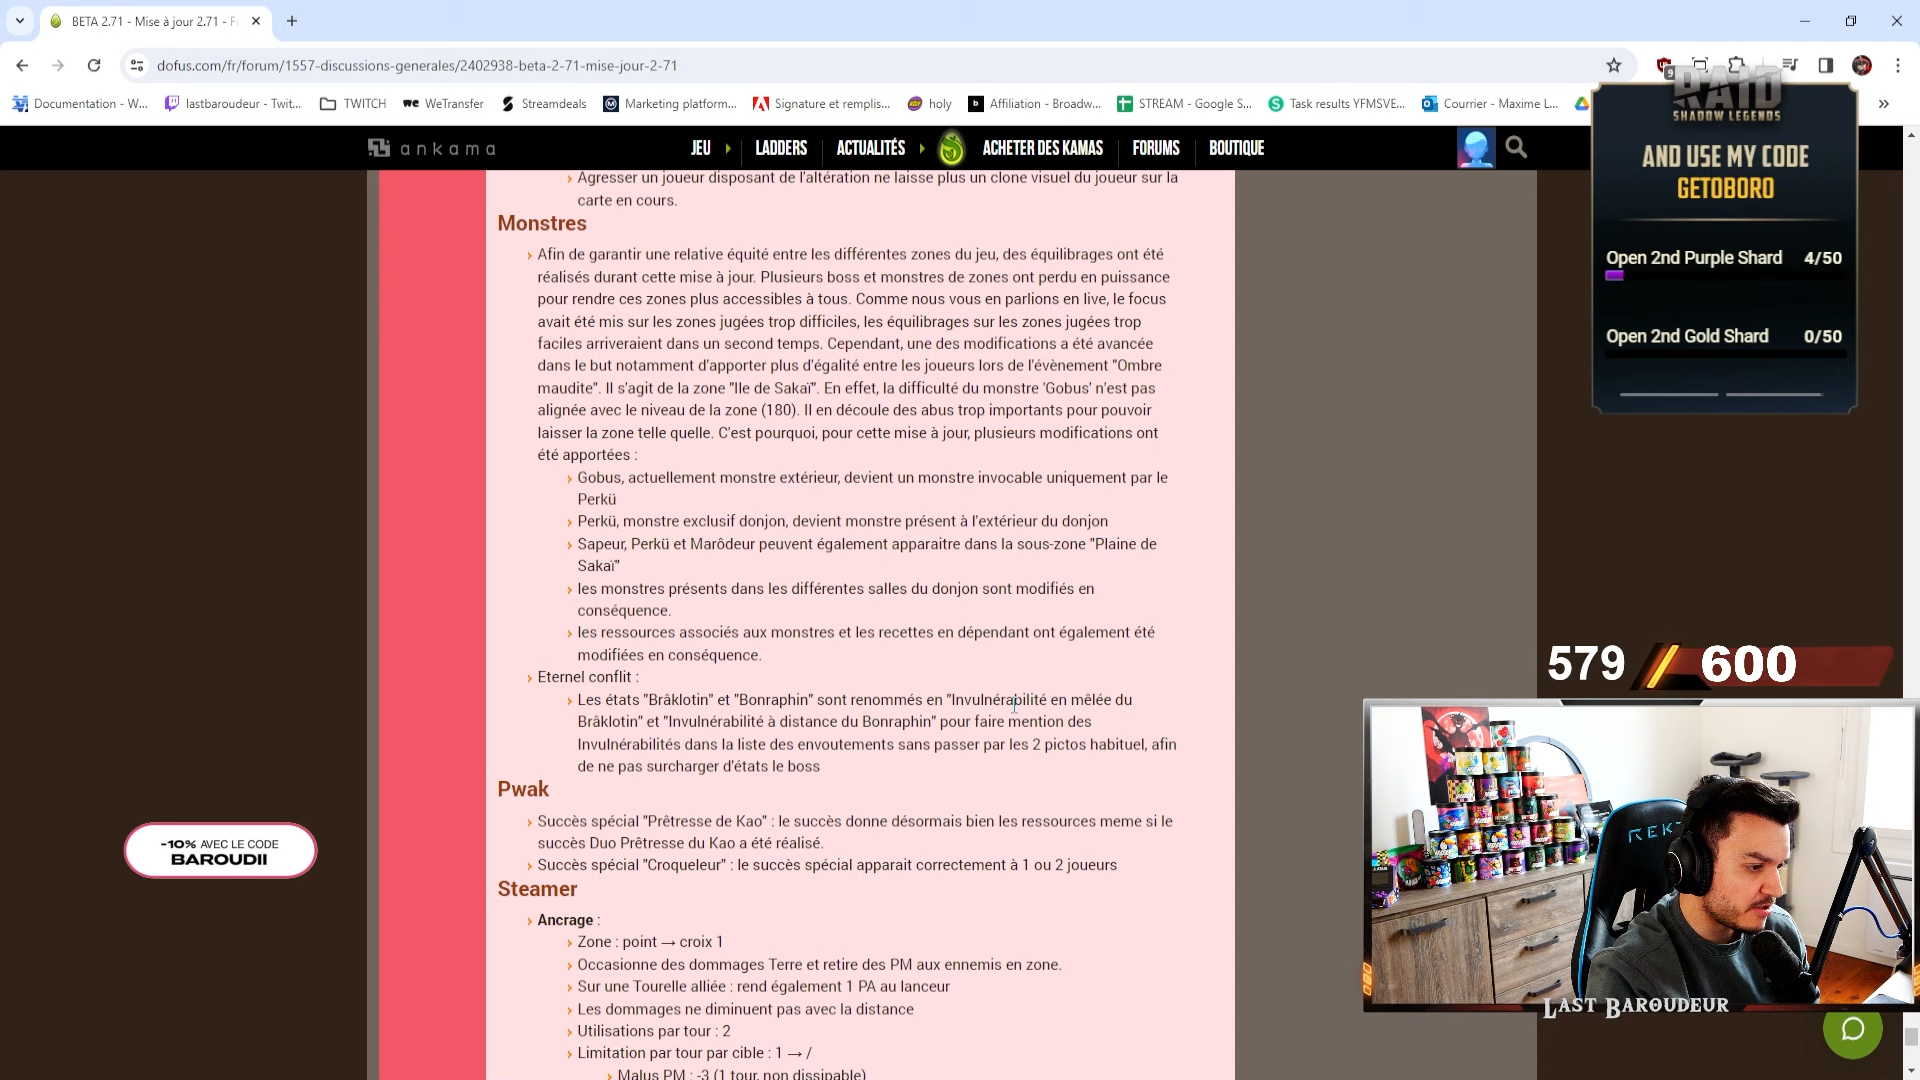 BETA 2.71 - Mise à jour 2.71 - Fo
dofus.com/fr/forum/1557-discussions-generales/2402938-beta-2-71-mise-jour-2-71
9
Documentation - W...
lastbaroudeur - Twit...
TWITCH
we WeTransfer
Streamdeals
Marketing platform...
Signature et remplis...
holy
Affiliation - Broadw...
STREAM - Google S...
Task results YFMSVE...
Courrier - Maxime L...
RAID
SHADOW LEGENDS
AND USE MY CODE
GETOBORO
Open 2nd Purple Shard 4/50
Open 2nd Gold Shard 0/50
ankama
JEU
LADDERS
ACTUALITÉS
ACHETER DES KAMAS
FORUMS
BOUTIQUE
Agresser un joueur disposant de l'altération ne laisse plus un clone visuel du joueur sur la
carte en cours.
Monstres
Afin de garantir une relative équité entre les différentes zones du jeu, des équilibrages ont été
réalisés durant cette mise à jour. Plusieurs boss et monstres de zones ont perdu en puissance
pour rendre ces zones plus accessibles à tous. Comme nous vous en parlions en live, le focus
avait été mis sur les zones jugées trop difficiles, les équilibrages sur les zones jugées trop
faciles arriveraient dans un second temps. Cependant, une des modifications a été avancée
dans le but notamment d'apporter plus d'égalité entre les joueurs lors de l'évènement "Ombre
maudite". Il s'agit de la zone "Ile de Sakaï". En effet, la difficulté du monstre 'Gobus' n'est pas
alignée avec le niveau de la zone (180). Il en découle des abus trop importants pour pouvoir
laisser la zone telle quelle. C'est pourquoi, pour cette mise à jour, plusieurs modifications ont
été apportées :
Gobus, actuellement monstre extérieur, devient un monstre invocable uniquement par le
Perkü
Perkü, monstre exclusif donjon, devient monstre présent à l'extérieur du donjon
Sapeur, Perkü et Marôdeur peuvent également apparaitre dans la sous-zone "Plaine de
Sakaï"
les monstres présents dans les différentes salles du donjon sont modifiés en
conséquence.
les ressources associés aux monstres et les recettes en dépendant ont également été
modifiées en conséquence.
Eternel conflit :
Les états "Brâklotin" et "Bonraphin" sont renommés en "Invulnérabilité en mêlée du
Brâklotin" et "Invulnérabilité à distance du Bonraphin" pour faire mention des
Invulnérabilités dans la liste des envoutements sans passer par les 2 pictos habituel, afin
de ne pas surcharger d'états le boss
Pwak
Succès spécial "Prêtresse de Kao" : le succès donne désormais bien les ressources meme si le
succès Duo Prêtresse du Kao a été réalisé.
Succès spécial "Croqueleur" : le succès spécial apparait correctement à 1 ou 2 joueurs
Steamer
Ancrage :
Zone : point → croix 1
Occasionne des dommages Terre et retire des PM aux ennemis en zone.
Sur une Tourelle alliée : rend également 1 PA au lanceur
Les dommages ne diminuent pas avec la distance
Utilisations par tour : 2
Limitation par tour par cible : 1 → /
Malus PM : -3 (1 tour, non dissipable)
-10% AVEC LE CODE
BAROUDII
579 / 600
REK
LAST BAROUDEUR